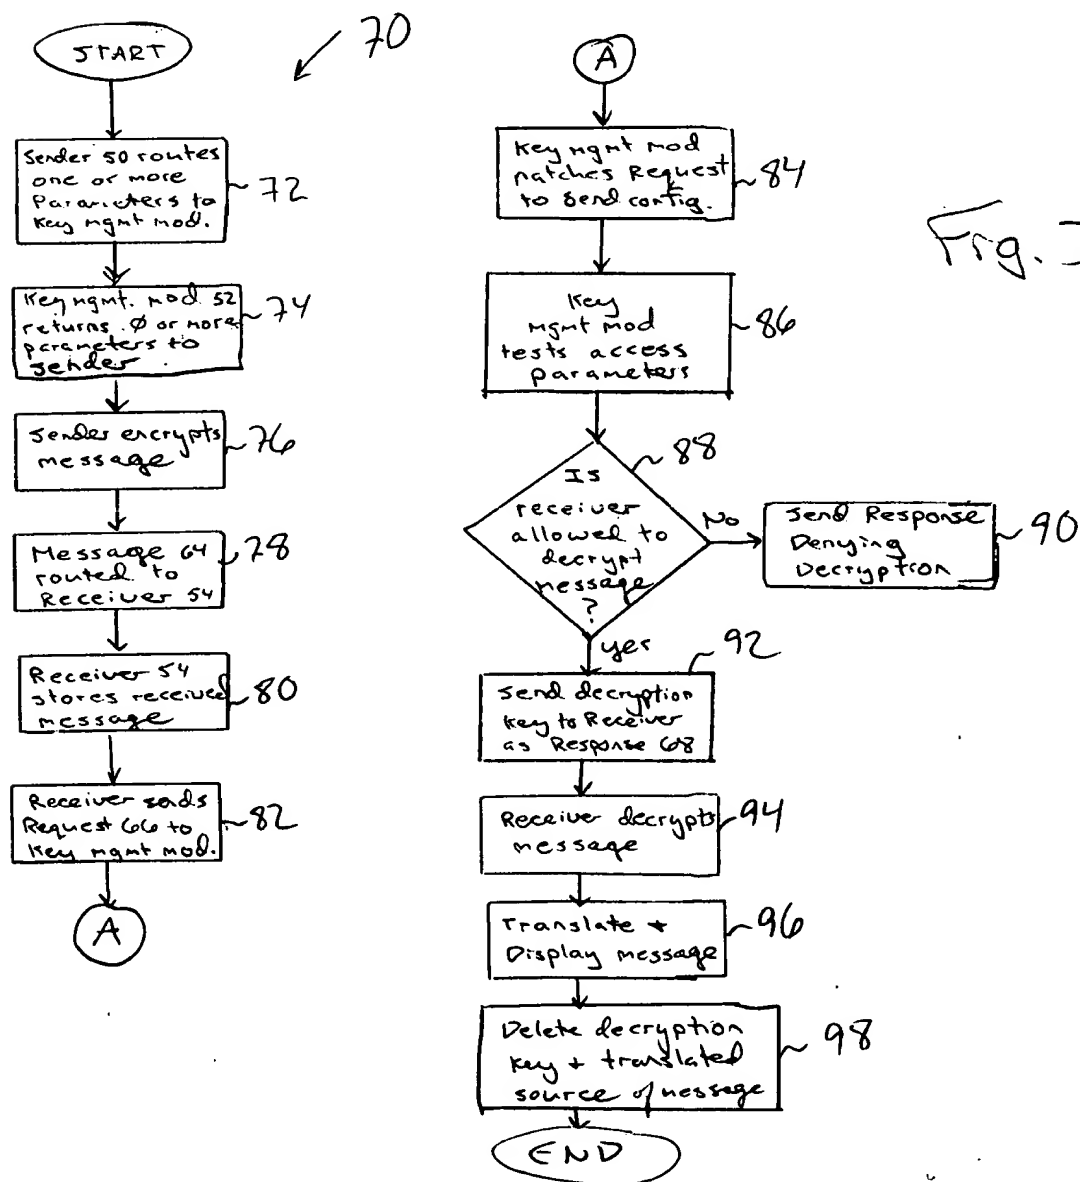 START
70
Sender 50 routes
one or more
Parameters to
Key mgmt mod.
72
Key mgmt. mod 52
returns Ø or more
parameters to
sender
74
Sender encrypts
message
76
Message 64
routed to
Receiver 54
78
Receiver 54
stores received
message
80
Receiver sends
Request 66 to
Key mgmt mod.
82
A
A
Key mgmt mod
matches Request
to send config.
84
Fig.
Key
mgmt mod
tests access
parameters
86
Is
receiver
allowed to
decrypt
message
?
88
No
Send Response
Denying
Decryption
90
yes
92
Send decryption
Key to Receiver
as Response 68
Receiver decrypts
message
94
Translate +
Display message
96
Delete decryption
Key + translated
source of message
98
END